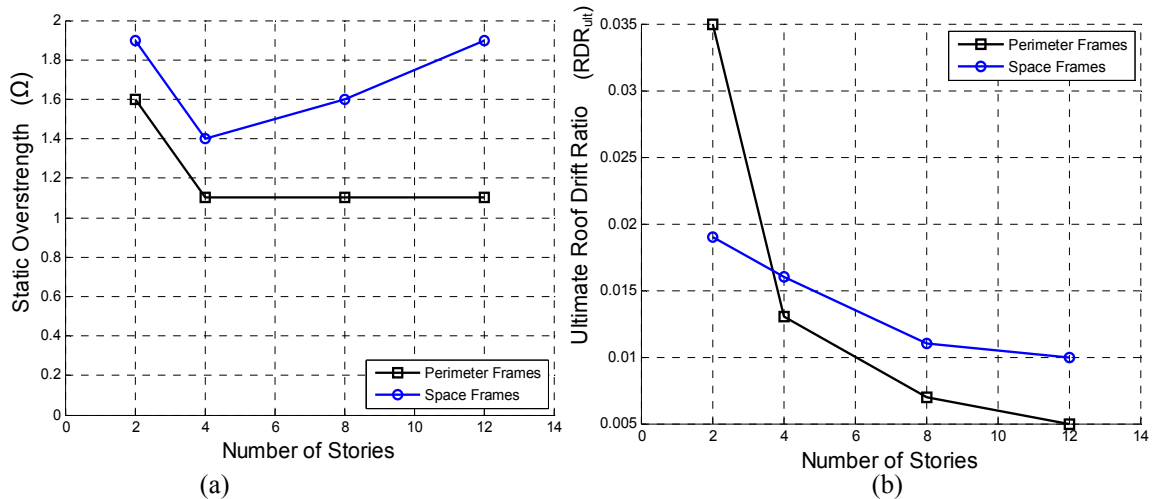 Static Overstrength (Ω)
2
1.8
1.6
1.4
1.2
1
0.8
0.6
0.4
0.2
0
0 2 4 6 8 10 12 14
Number of Stories
Perimeter Frames
Space Frames
(a)
Ultimate Roof Drift Ratio (RDRult)
0.035
0.03
0.025
0.02
0.015
0.01
0.005
0 2 4 6 8 10 12 14
Number of Stories
Perimeter Frames
Space Frames
(b)